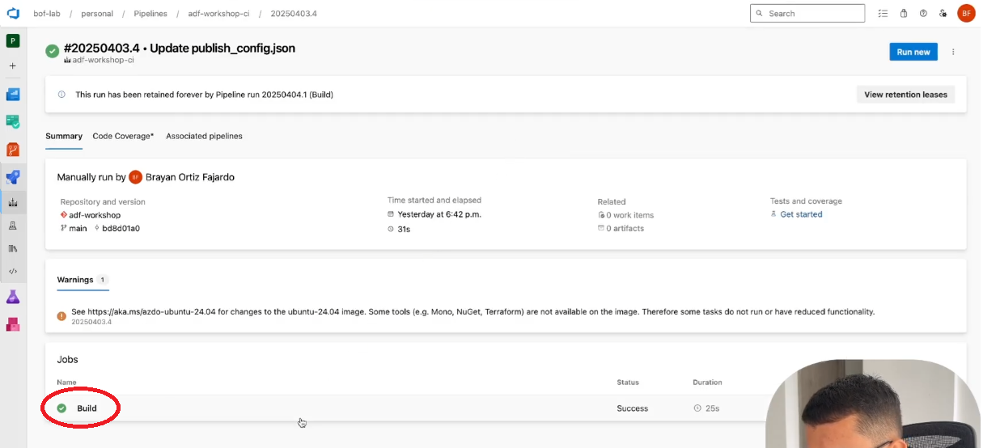 bof-lab / personal / Pipelines / adf-workshop-ci / 20250403.4
Search
BF
P
#20250403.4 • Update publish_config.json
adf-workshop-ci
Run new
This run has been retained forever by Pipeline run 20250404.1 (Build)
View retention leases
Summary Code Coverage* Associated pipelines
Manually run by BF Brayan Ortiz Fajardo
Repository and version
adf-workshop
main bd8d01a0
Time started and elapsed
Yesterday at 6:42 p.m.
31s
Related
0 work items
0 artifacts
Tests and coverage
Get started
Warnings 1
See https://aka.ms/azdo-ubuntu-24.04 for changes to the ubuntu-24.04 image. Some tools (e.g. Mono, NuGet, Terraform) are not available on the image. Therefore some tasks do not run or have reduced functionality.
20250403.4
Jobs
Name Status Duration
Build Success 25s